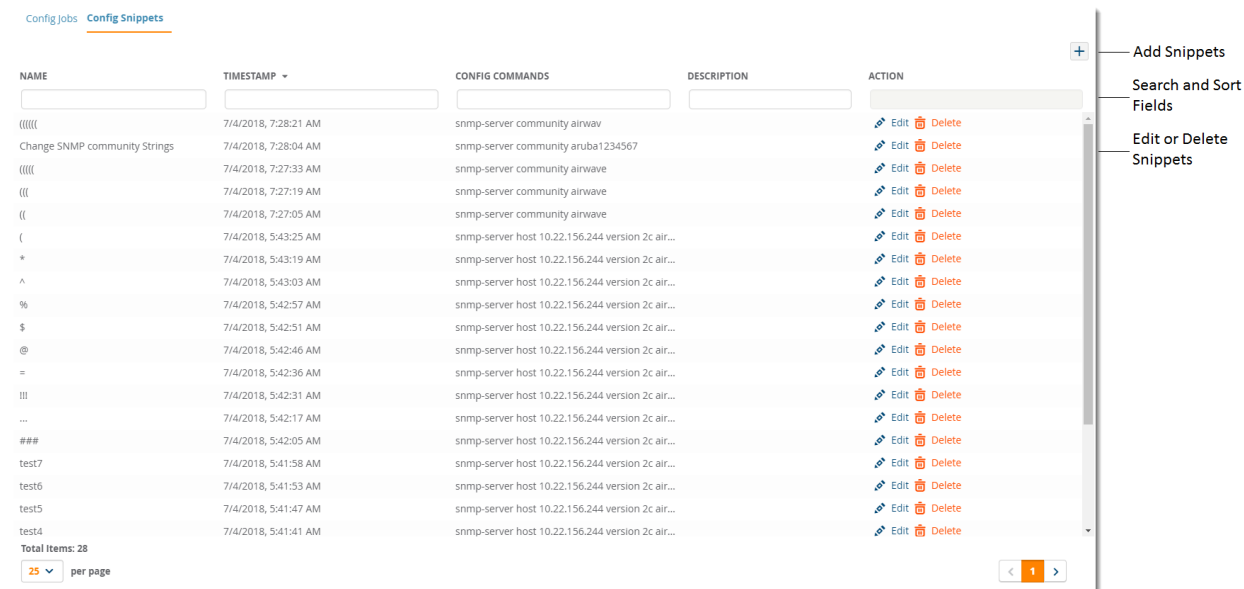 Config Jobs Config Snippets
+ Add Snippets
NAME TIMESTAMP CONFIG COMMANDS DESCRIPTION ACTION
Search and Sort
Fields
(((((( 7/4/2018, 7:28:21 AM snmp-server community airwav Edit Delete
Edit or Delete
Snippets
Change SNMP community Strings 7/4/2018, 7:28:04 AM snmp-server community aruba1234567 Edit Delete
((((( 7/4/2018, 7:27:33 AM snmp-server community airwave Edit Delete
((( 7/4/2018, 7:27:19 AM snmp-server community airwave Edit Delete
(( 7/4/2018, 7:27:05 AM snmp-server community airwave Edit Delete
( 7/4/2018, 5:43:25 AM snmp-server host 10.22.156.244 version 2c air... Edit Delete
* 7/4/2018, 5:43:19 AM snmp-server host 10.22.156.244 version 2c air... Edit Delete
^ 7/4/2018, 5:43:03 AM snmp-server host 10.22.156.244 version 2c air... Edit Delete
% 7/4/2018, 5:42:57 AM snmp-server host 10.22.156.244 version 2c air... Edit Delete
$ 7/4/2018, 5:42:51 AM snmp-server host 10.22.156.244 version 2c air... Edit Delete
@ 7/4/2018, 5:42:46 AM snmp-server host 10.22.156.244 version 2c air... Edit Delete
= 7/4/2018, 5:42:36 AM snmp-server host 10.22.156.244 version 2c air... Edit Delete
!!! 7/4/2018, 5:42:31 AM snmp-server host 10.22.156.244 version 2c air... Edit Delete
... 7/4/2018, 5:42:17 AM snmp-server host 10.22.156.244 version 2c air... Edit Delete
### 7/4/2018, 5:42:05 AM snmp-server host 10.22.156.244 version 2c air... Edit Delete
test7 7/4/2018, 5:41:58 AM snmp-server host 10.22.156.244 version 2c air... Edit Delete
test6 7/4/2018, 5:41:53 AM snmp-server host 10.22.156.244 version 2c air... Edit Delete
test5 7/4/2018, 5:41:47 AM snmp-server host 10.22.156.244 version 2c air... Edit Delete
test4 7/4/2018, 5:41:41 AM snmp-server host 10.22.156.244 version 2c air... Edit Delete
Total Items: 28
25 per page < 1 >